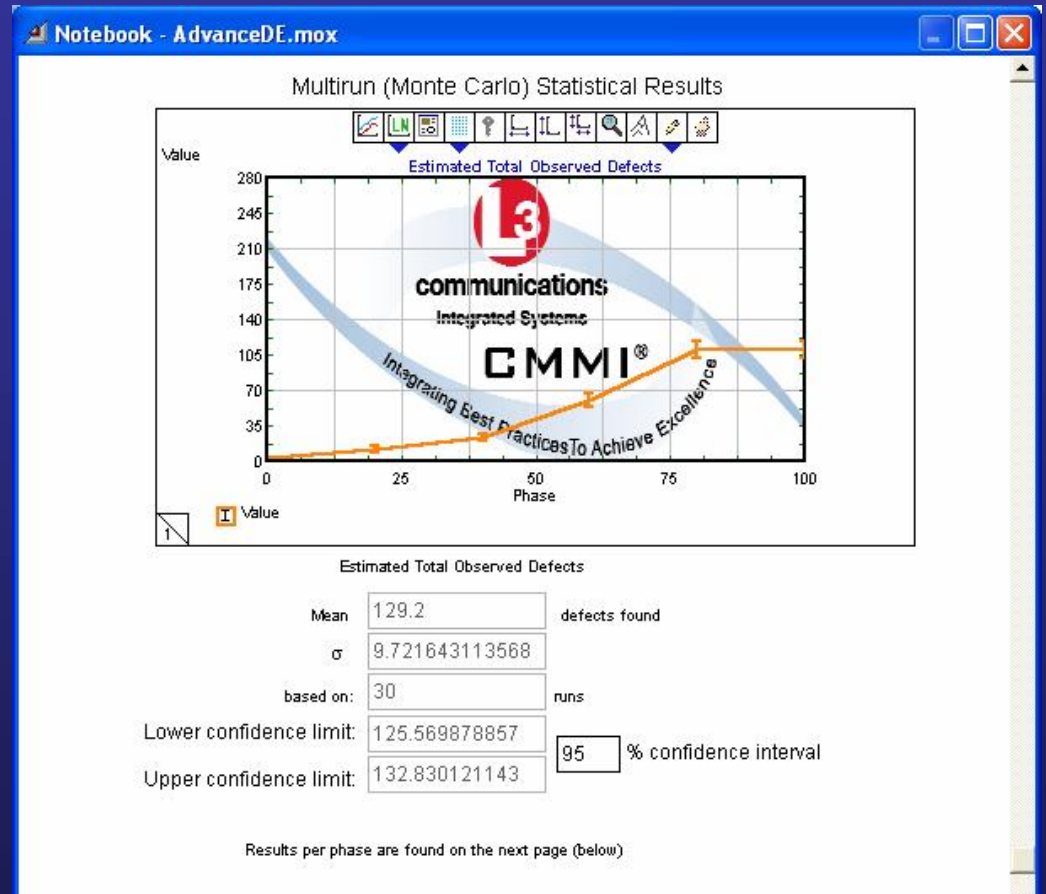 Notebook - AdvanceDE.mox
Multirun (Monte Carlo) Statistical Results
LN
Value
Estimated Total Observed Defects
280
245
210
175
140
105
70
35
0
L3
communications
Integrated Systems
CMMI®
Integrating Best Practices To Achieve Excellence
0 25 50 75 100
Phase
I Value
1
Estimated Total Observed Defects
Mean 129.2 defects found
σ 9.721643113568
based on: 30 runs
Lower confidence limit: 125.569878857
95 % confidence interval
Upper confidence limit: 132.830121143
Results per phase are found on the next page (below)